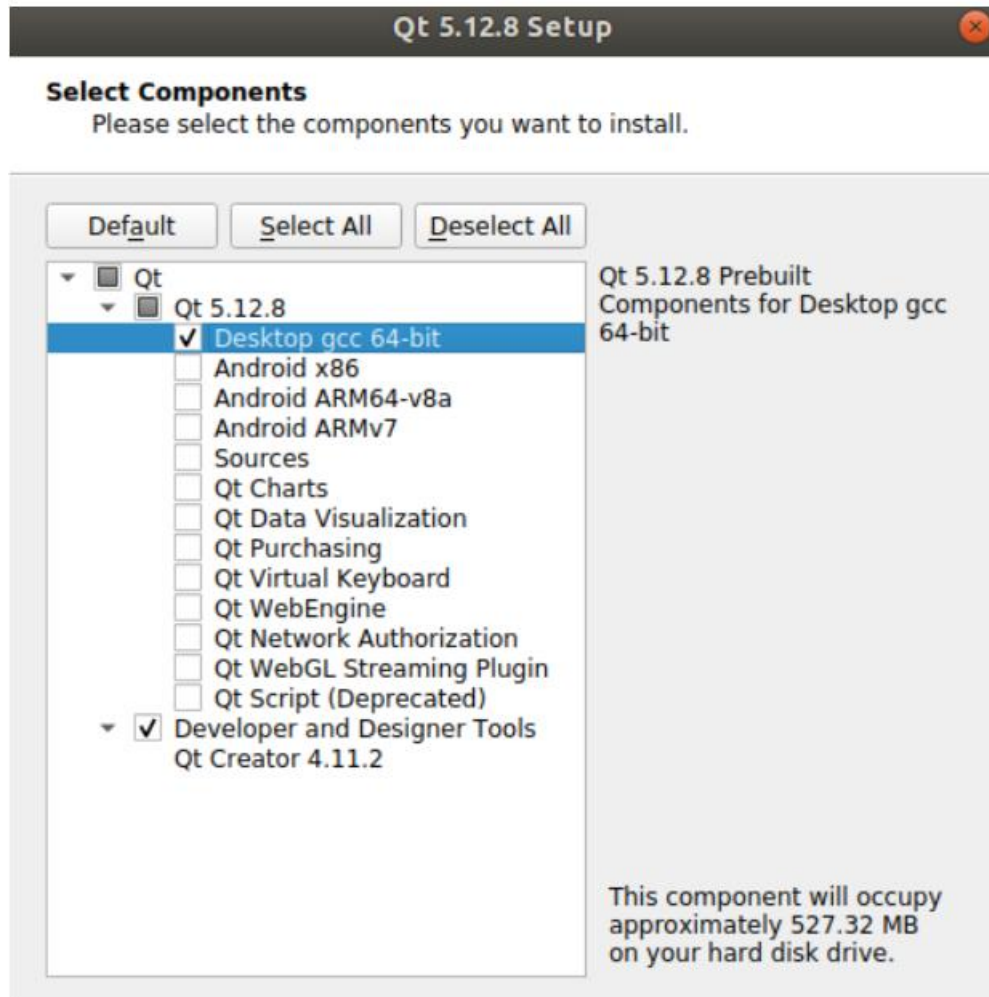 Qt 5.12.8 Setup
Select Components
Please select the components you want to install.
Default
Select All
Deselect All
Qt
Qt 5.12.8
Desktop gcc 64-bit
Android x86
Android ARM64-v8a
Android ARMv7
Sources
Qt Charts
Qt Data Visualization
Qt Purchasing
Qt Virtual Keyboard
Qt WebEngine
Qt Network Authorization
Qt WebGL Streaming Plugin
Qt Script (Deprecated)
Developer and Designer Tools
Qt Creator 4.11.2
Qt 5.12.8 Prebuilt
Components for Desktop gcc
64-bit
This component will occupy
approximately 527.32 MB
on your hard disk drive.